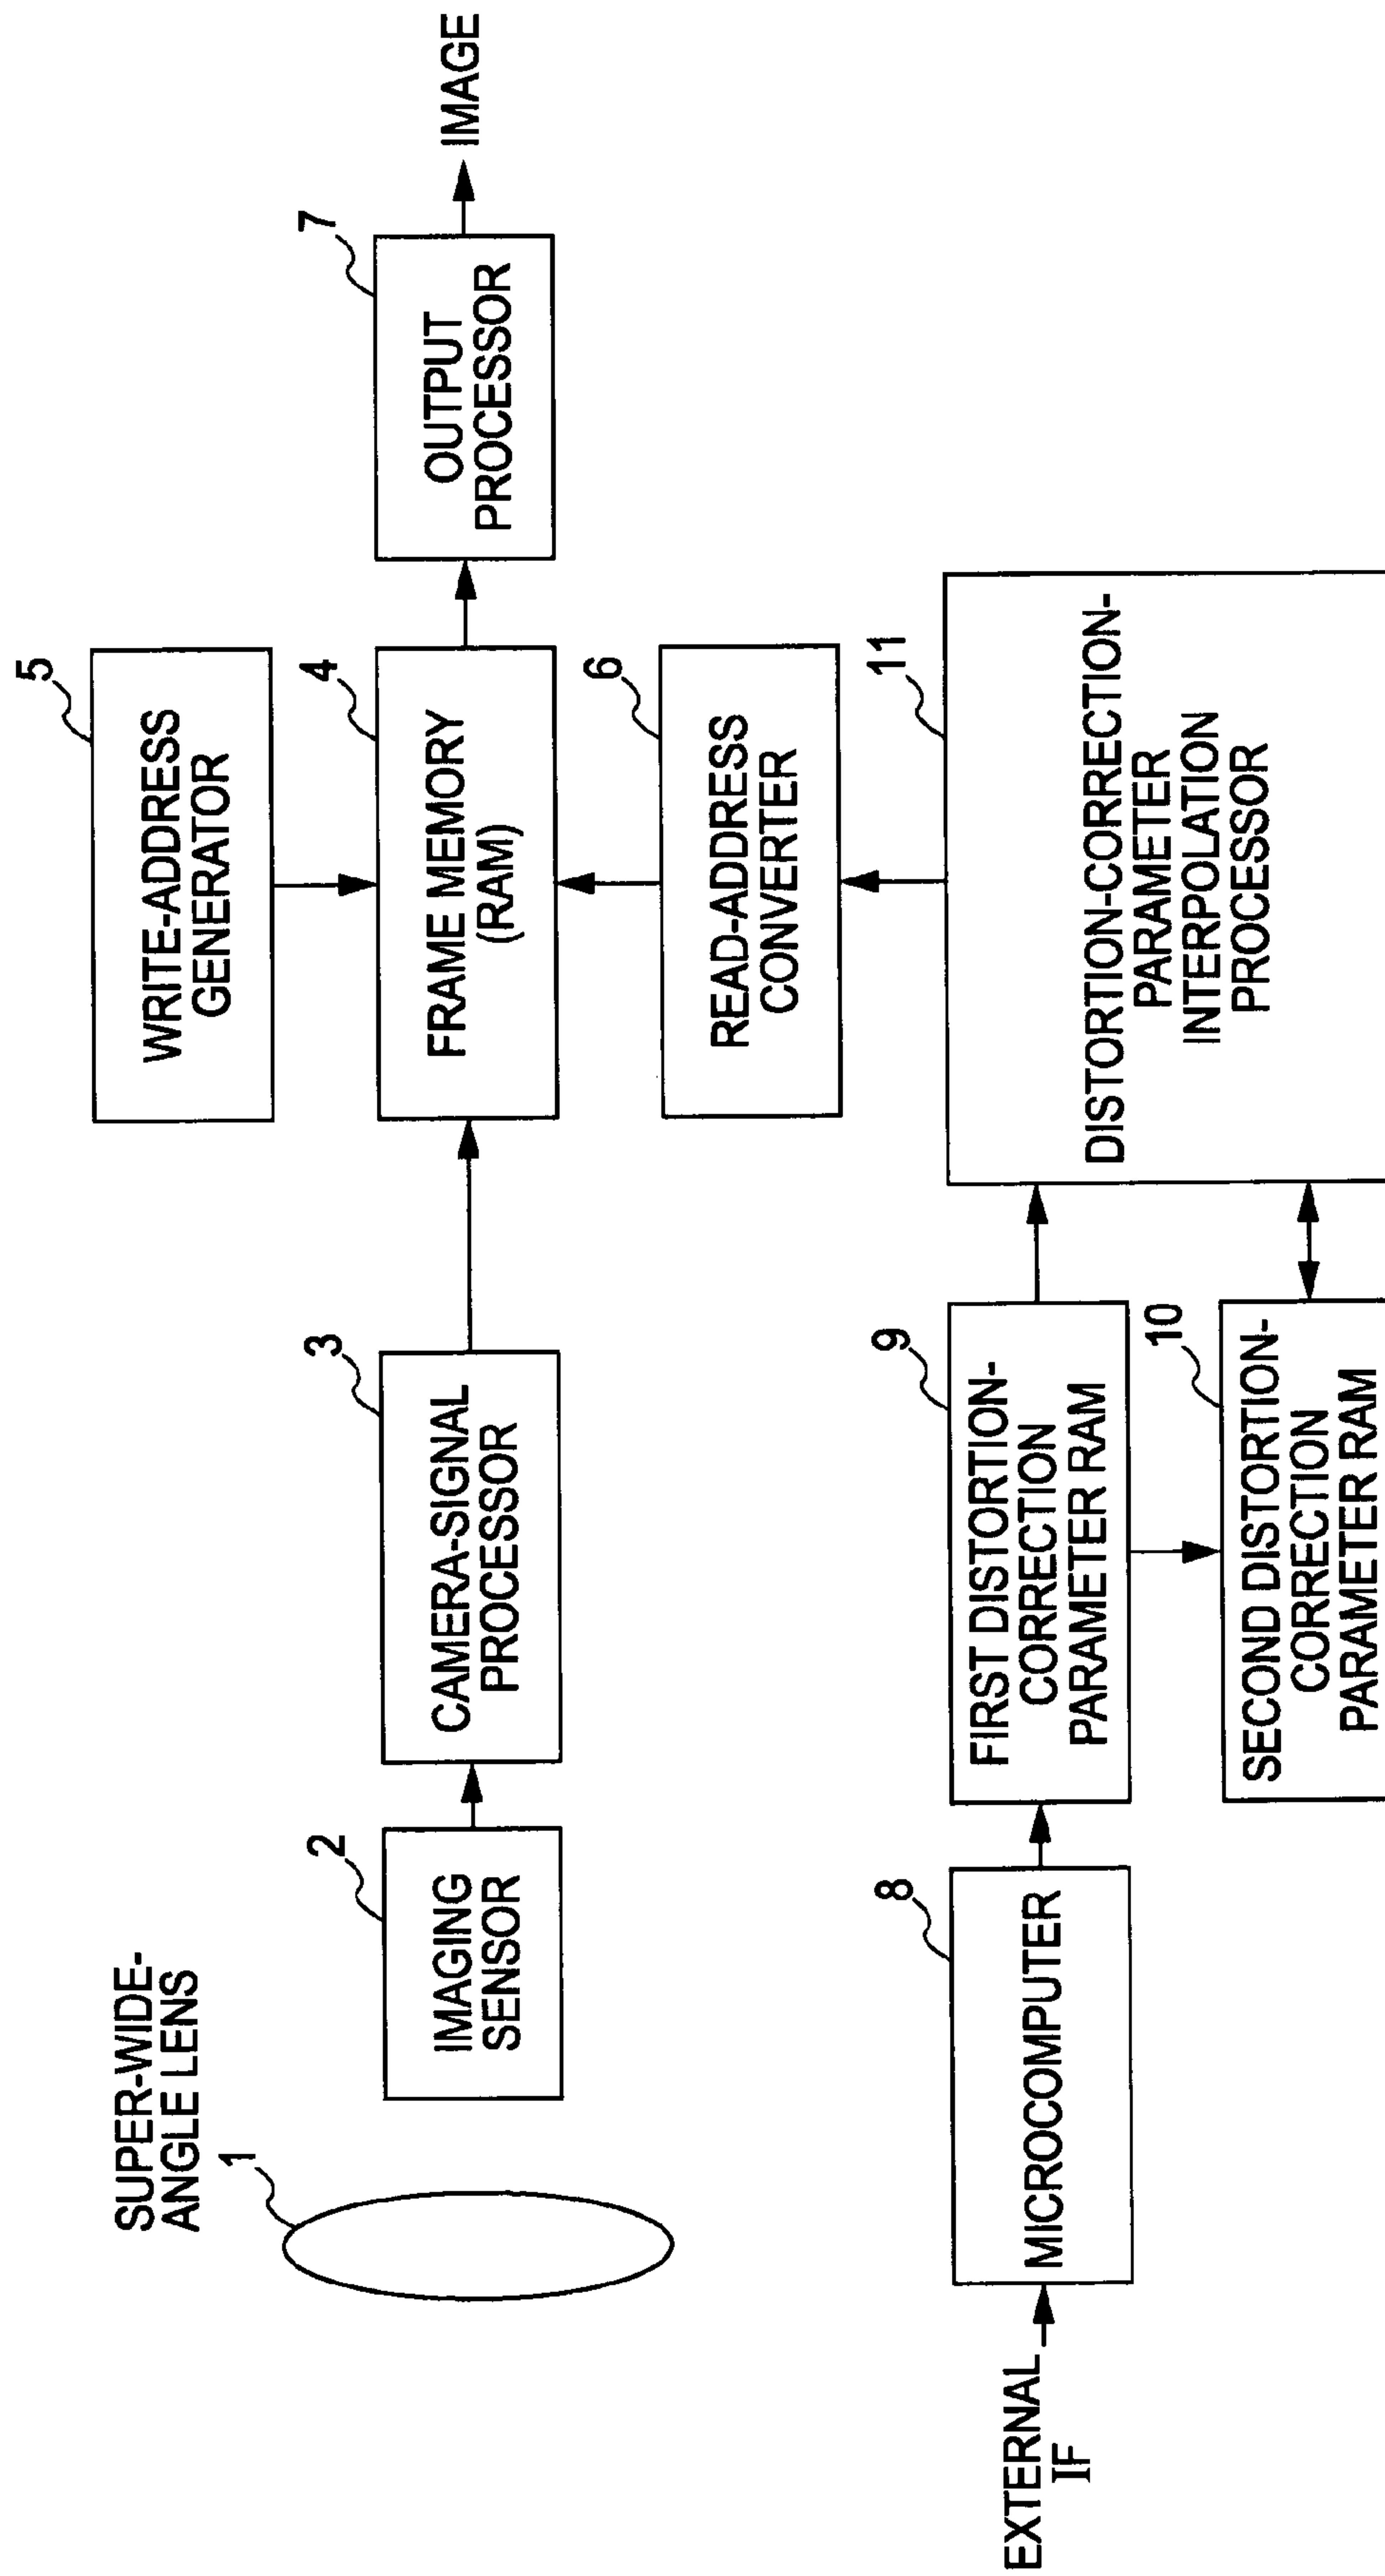 SUPER-WIDE-
ANGLE LENS
1
2
IMAGING
SENSOR
3
CAMERA-SIGNAL
PROCESSOR
5
WRITE-ADDRESS
GENERATOR
4
FRAME MEMORY
(RAM)
6
READ-ADDRESS
CONVERTER
7
OUTPUT
PROCESSOR
IMAGE
EXTERNAL
IF
8
MICROCOMPUTER
9
FIRST DISTORTION-
CORRECTION
PARAMETER RAM
10
SECOND DISTORTION-
CORRECTION
PARAMETER RAM
11
DISTORTION-CORRECTION-
PARAMETER
INTERPOLATION
PROCESSOR